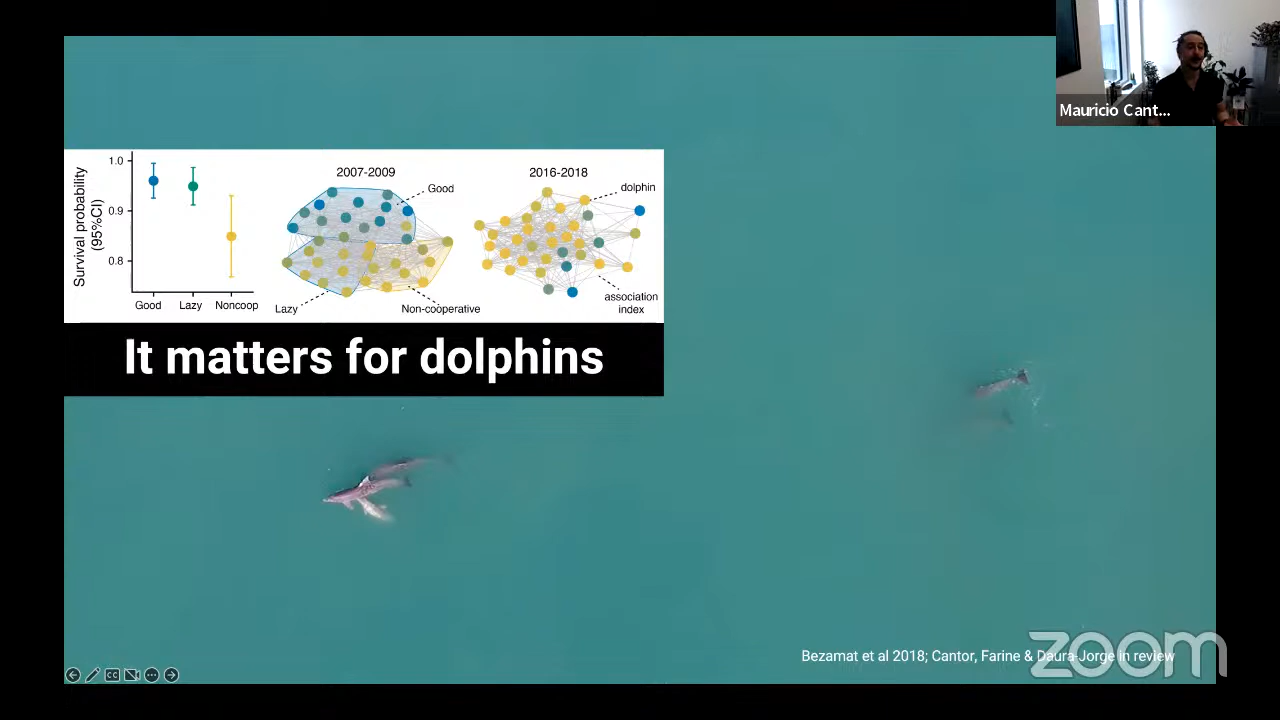 Mauricio Cant...
Survival probability
(95%CI)
1.0
0.9
0.8
Good
Lazy
Noncoop
2007-2009
Good
Lazy
Non-cooperative
2016-2018
dolphin
association
index
It matters for dolphins
Bezamat et al 2018; Cantor, Farine & Daura-Jorge in review
zoom
CC